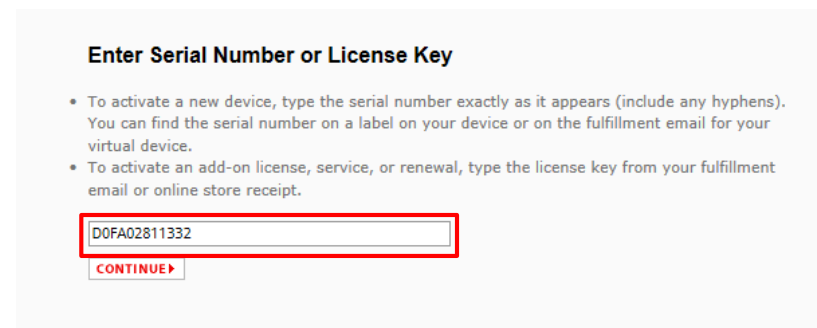 Enter Serial Number or License Key
• To activate a new device, type the serial number exactly as it appears (include any hyphens).
You can find the serial number on a label on your device or on the fulfillment email for your
virtual device.
• To activate an add-on license, service, or renewal, type the license key from your fulfillment
email or online store receipt.
D0FA02811332
CONTINUE